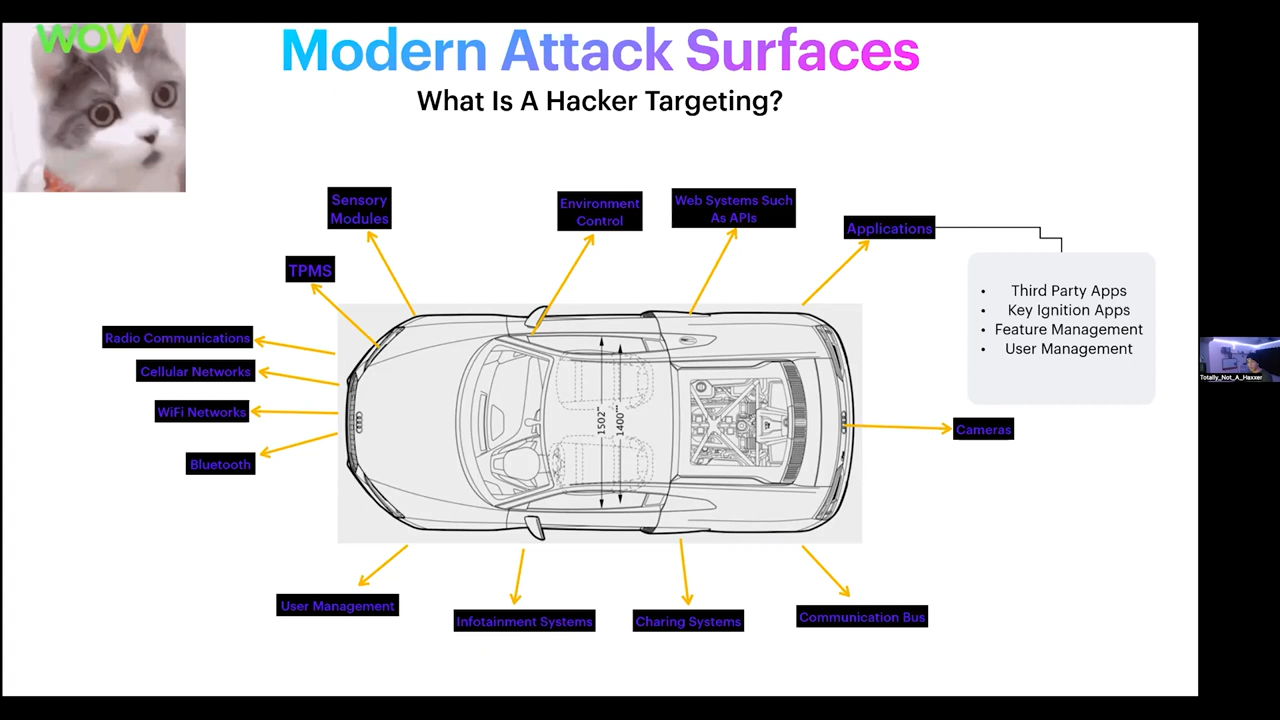 WOW
Modern Attack Surfaces
What Is A Hacker Targeting?
Sensory
Modules
Environment
Control
Web Systems Such
As APIs
Applications
TPMS
Third Party Apps
Key Ignition Apps
Feature Management
User Management
Radio Communications
Cellular Networks
WiFi Networks
Bluetooth
1502
1400
Cameras
User Management
Infotainment Systems
Charing Systems
Communication Bus
Totally_Not_A_Haxxer